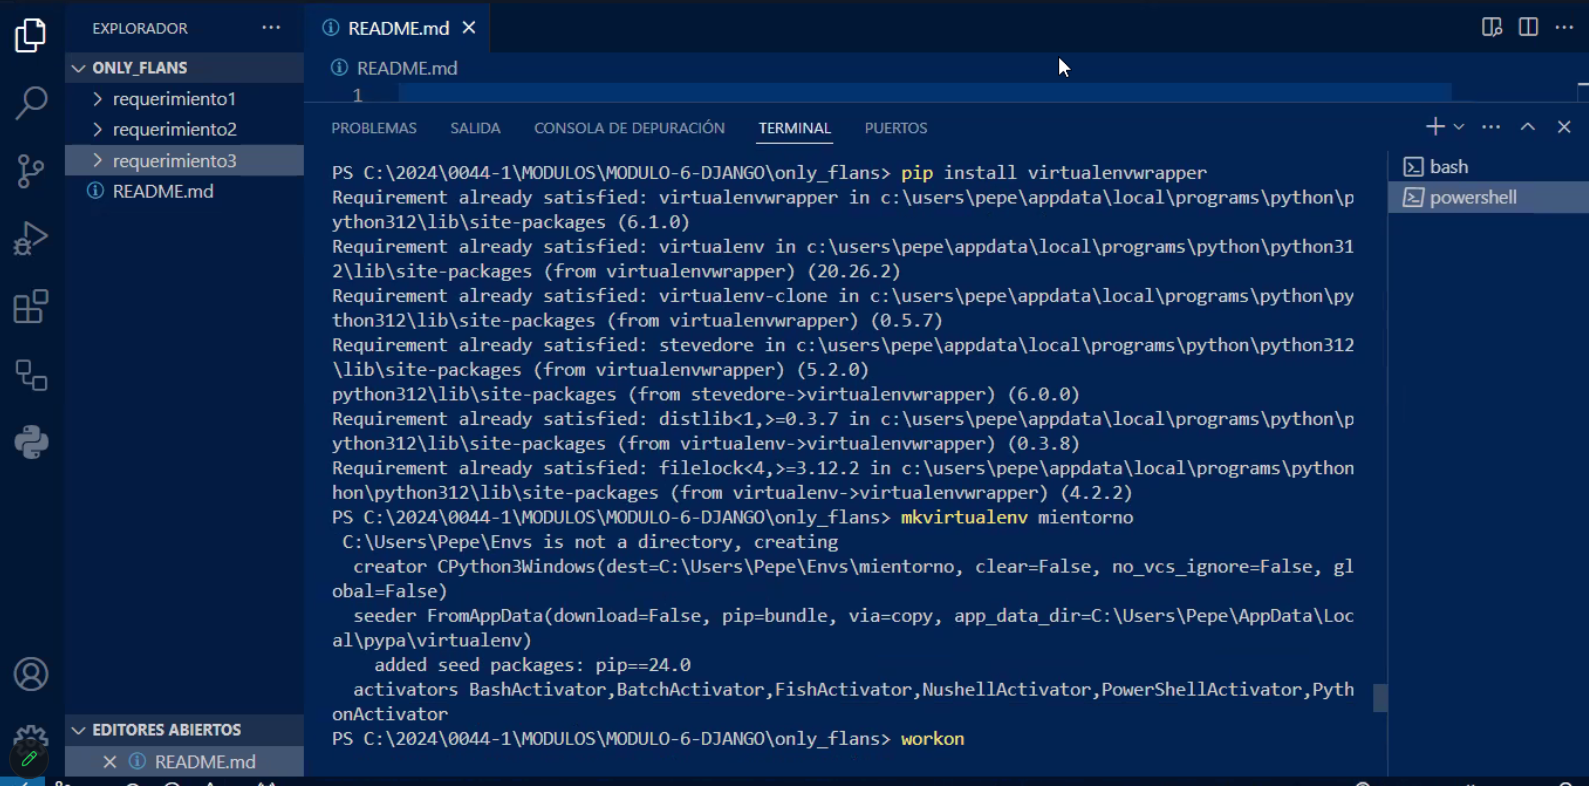 EXPLORADOR
ONLY_FLANS
requerimiento1
requerimiento2
requerimiento3
README.md
README.md
README.md
1
PROBLEMAS SALIDA CONSOLA DE DEPURACIÓN TERMINAL PUERTOS
bash
powershell
PS C:\2024\0044-1\MODULOS\MODULO-6-DJANGO\only_flans> pip install virtualenvwrapper
Requirement already satisfied: virtualenvwrapper in c:\users\pepe\appdata\local\programs\python\p
ython312\lib\site-packages (6.1.0)
Requirement already satisfied: virtualenv in c:\users\pepe\appdata\local\programs\python\python31
2\lib\site-packages (from virtualenvwrapper) (20.26.2)
Requirement already satisfied: virtualenv-clone in c:\users\pepe\appdata\local\programs\python\py
thon312\lib\site-packages (from virtualenvwrapper) (0.5.7)
Requirement already satisfied: stevedore in c:\users\pepe\appdata\local\programs\python\python312
\lib\site-packages (from virtualenvwrapper) (5.2.0)
python312\lib\site-packages (from stevedore->virtualenvwrapper) (6.0.0)
Requirement already satisfied: distlib<1,>=0.3.7 in c:\users\pepe\appdata\local\programs\python\p
ython312\lib\site-packages (from virtualenv->virtualenvwrapper) (0.3.8)
Requirement already satisfied: filelock<4,>=3.12.2 in c:\users\pepe\appdata\local\programs\python
hon\python312\lib\site-packages (from virtualenv->virtualenvwrapper) (4.2.2)
PS C:\2024\0044-1\MODULOS\MODULO-6-DJANGO\only_flans> mkvirtualenv mientorno
C:\Users\Pepe\Envs is not a directory, creating
creator CPython3Windows(dest=C:\Users\Pepe\Envs\mientorno, clear=False, no_vcs_ignore=False, gl
obal=False)
seeder FromAppData(download=False, pip=bundle, via=copy, app_data_dir=C:\Users\Pepe\AppData\Loc
al\pypa\virtualenv)
added seed packages: pip==24.0
activators BashActivator,BatchActivator,FishActivator,NushellActivator,PowerShellActivator,Pyth
onActivator
PS C:\2024\0044-1\MODULOS\MODULO-6-DJANGO\only_flans> workon
EDITORES ABIERTOS
README.md